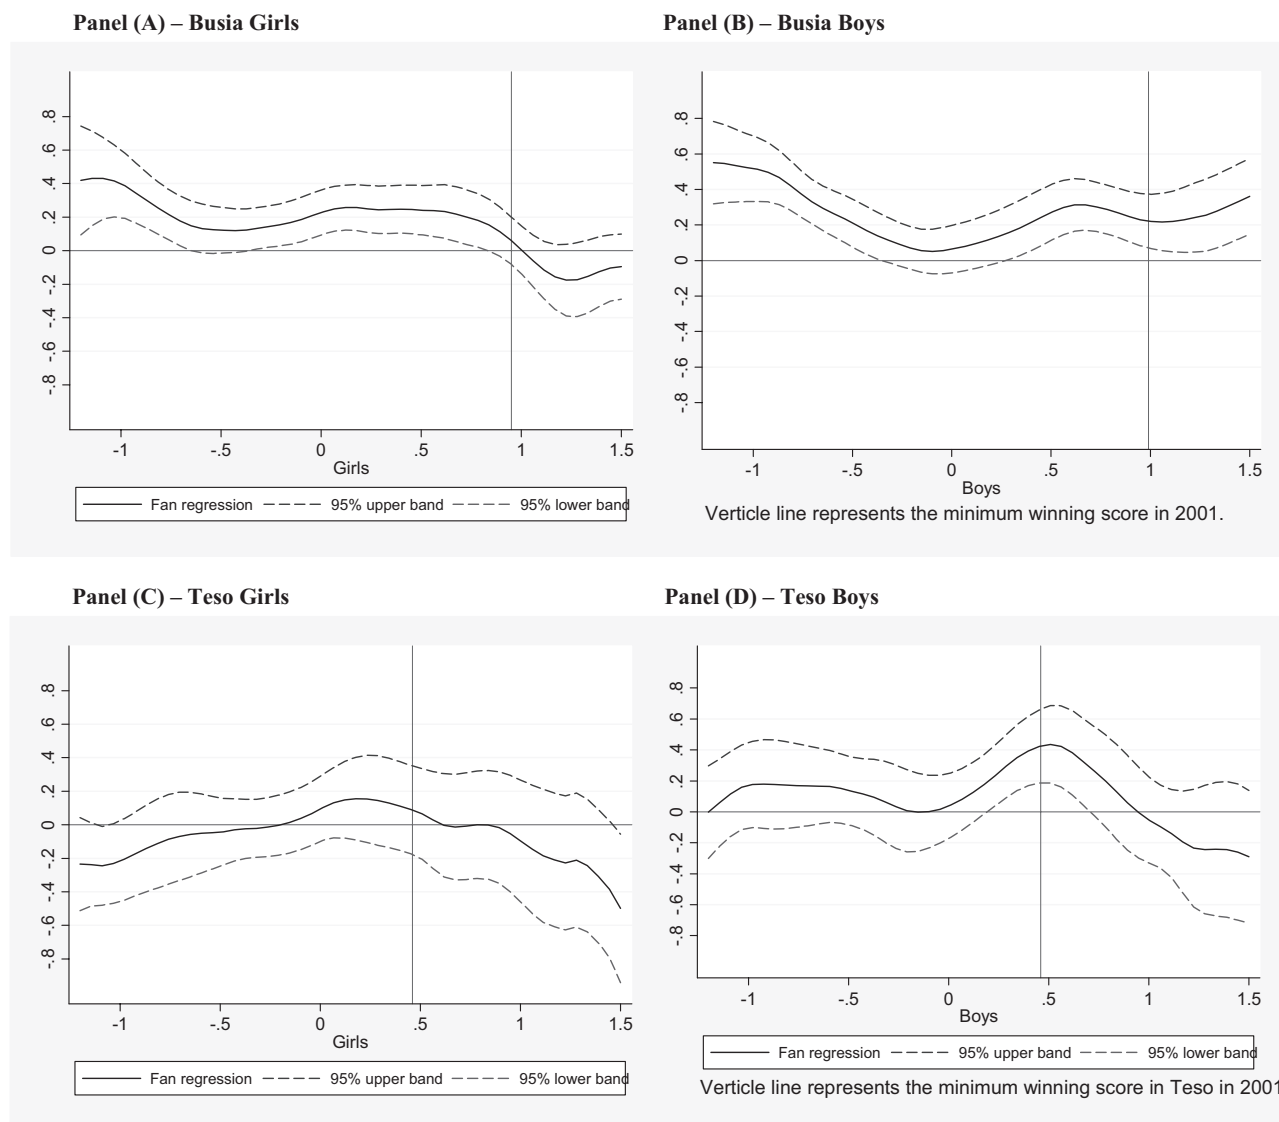 Panel (A) – Busia Girls
.8
.6
.4
.2
0
-.2
-.4
-.6
-.8
-1 -.5 0 .5 1 1.5
Girls
Fan regression 95% upper band 95% lower band
Panel (B) – Busia Boys
.8
.6
.4
.2
0
-.2
-.4
-.6
-.8
-1 -.5 0 .5 1 1.5
Boys
Verticle line represents the minimum winning score in 2001.
Panel (C) – Teso Girls
.8
.6
.4
.2
0
-.2
-.4
-.6
-.8
-1 -.5 0 .5 1 1.5
Girls
Fan regression 95% upper band 95% lower band
Panel (D) – Teso Boys
.8
.6
.4
.2
0
-.2
-.4
-.6
-.8
-1 -.5 0 .5 1 1.5
Boys
Fan regression 95% upper band 95% lower band
Verticle line represents the minimum winning score in Teso in 2001